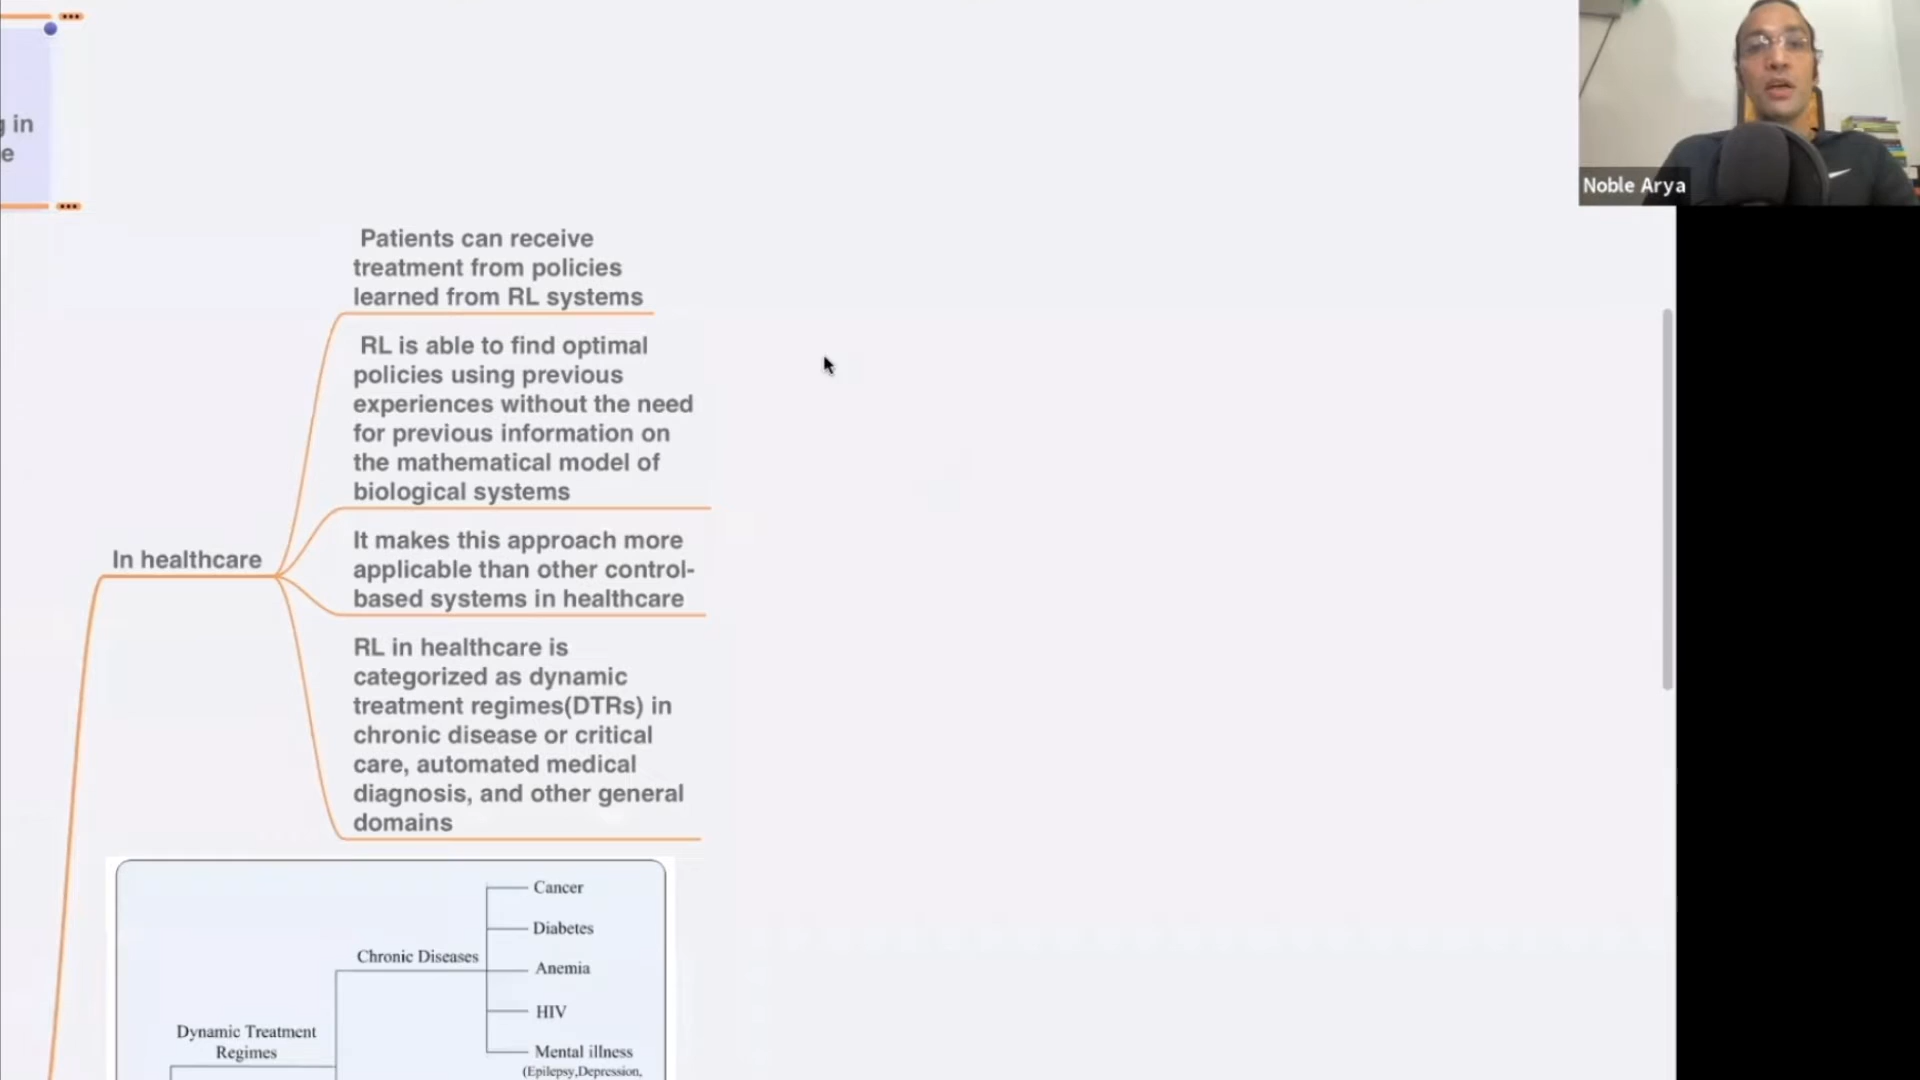 g in
e
Noble Arya
Patients can receive
treatment from policies
learned from RL systems
RL is able to find optimal
policies using previous
experiences without the need
for previous information on
the mathematical model of
biological systems
In healthcare
It makes this approach more
applicable than other control-
based systems in healthcare
RL in healthcare is
categorized as dynamic
treatment regimes(DTRs) in
chronic disease or critical
care, automated medical
diagnosis, and other general
domains
Cancer
Diabetes
Chronic Diseases
Anemia
HIV
Dynamic Treatment
Regimes
Mental illness
(Epilepsy,Depression,